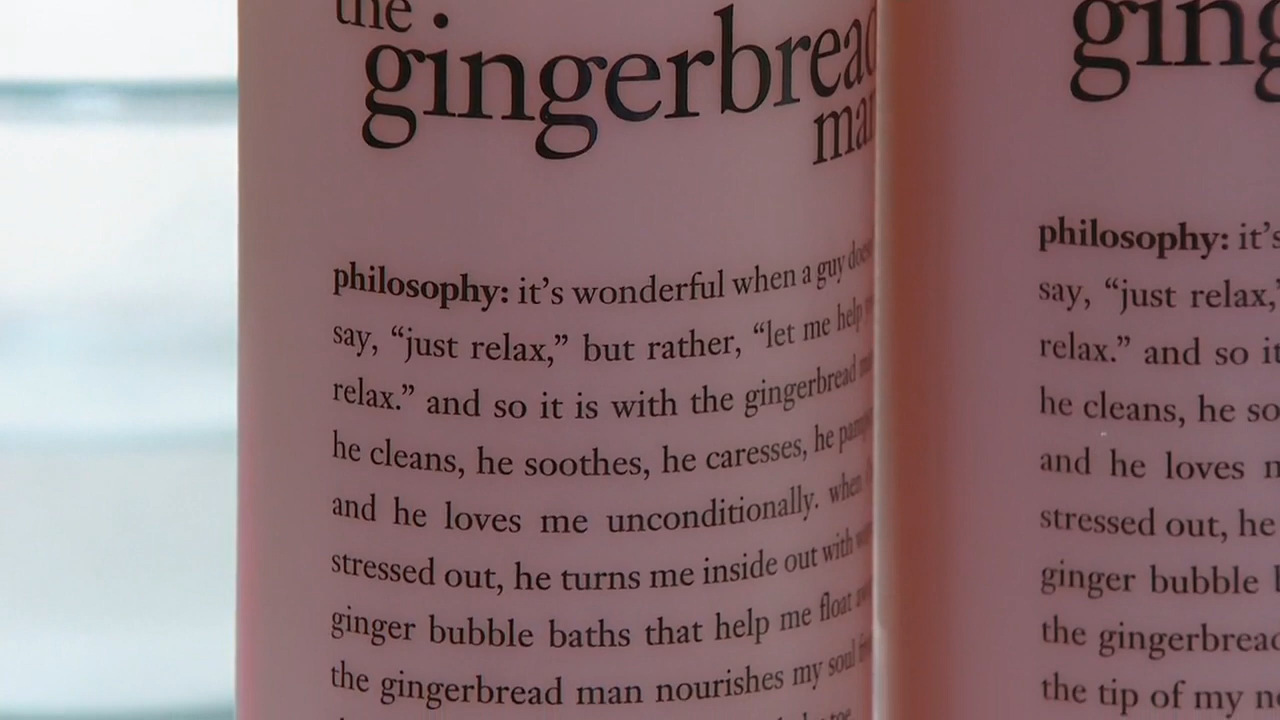 the
gingerbread
man
philosophy: it's wonderful when a guy doesn't
say, “just relax,” but rather, “let me help
relax.” and so it is with the gingerbread
he cleans, he soothes, he caresses, he
and he loves me unconditionally. when
stressed out, he turns me inside out with
ginger bubble baths that help me float
the gingerbread man nourishes my soul
philosophy: it's
say, “just relax,”
relax.” and so it
he cleans, he
and he loves
stressed out, he
ginger bubble
the gingerbread
the tip of my